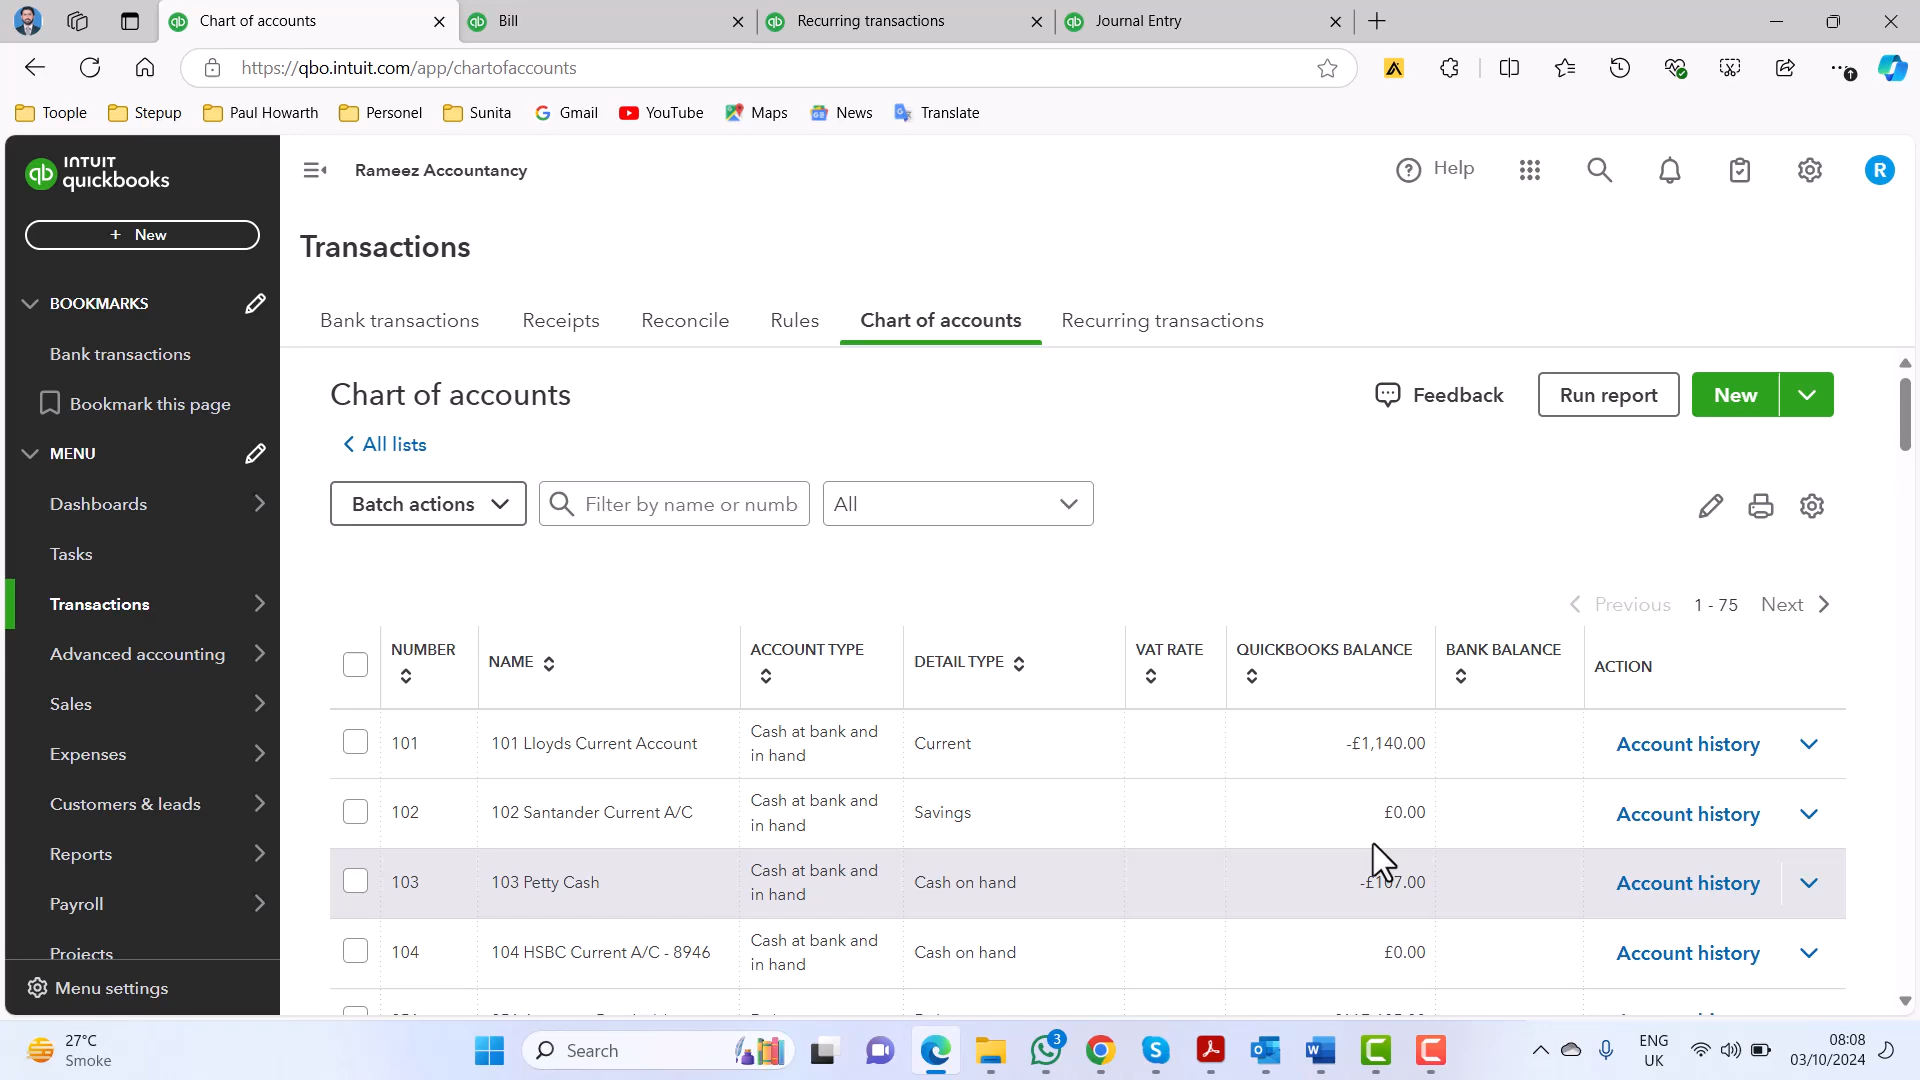 Chart of accounts
Bill
Recurring transactions
Journal Entry
https://qbo.intuit.com/app/chartofaccounts
Toople
Stepup
Paul Howarth
Personel
Sunita
Gmail
YouTube
Maps
News
Translate
INTUIT
quickbooks
Rameez Accountancy
Help
R
+ New
Transactions
BOOKMARKS
Bank transactions
Bookmark this page
MENU
Dashboards
Tasks
Transactions
Advanced accounting
Sales
Expenses
Customers & leads
Reports
Payroll
Projects
Menu settings
Bank transactions
Receipts
Reconcile
Rules
Chart of accounts
Recurring transactions
Chart of accounts
Feedback
Run report
New
All lists
Batch actions
Filter by name or numb
All
Previous 1 - 75 Next
NUMBER NAME ACCOUNT TYPE DETAIL TYPE VAT RATE QUICKBOOKS BALANCE BANK BALANCE ACTION
101 101 Lloyds Current Account Cash at bank and in hand Current -£1,140.00 Account history
102 102 Santander Current A/C Cash at bank and in hand Savings £0.00 Account history
103 103 Petty Cash Cash at bank and in hand Cash on hand -£107.00 Account history
104 104 HSBC Current A/C - 8946 Cash at bank and in hand Cash on hand £0.00 Account history
27°C
Smoke
Search
3
ENG
UK
08:08
03/10/2024